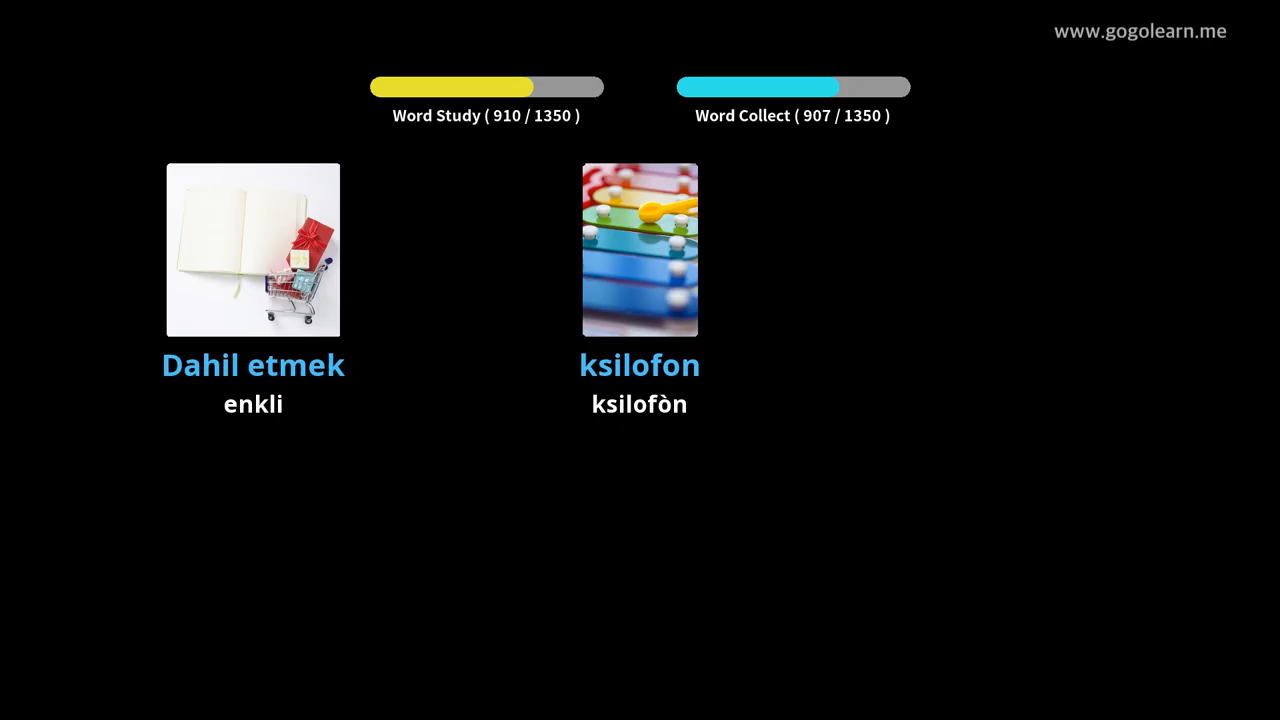 www.gogolearn.me
Word Study ( 910 / 1350 )
Word Collect ( 907 / 1350 )
Dahil etmek
enkli
ksilofon
ksilofòn